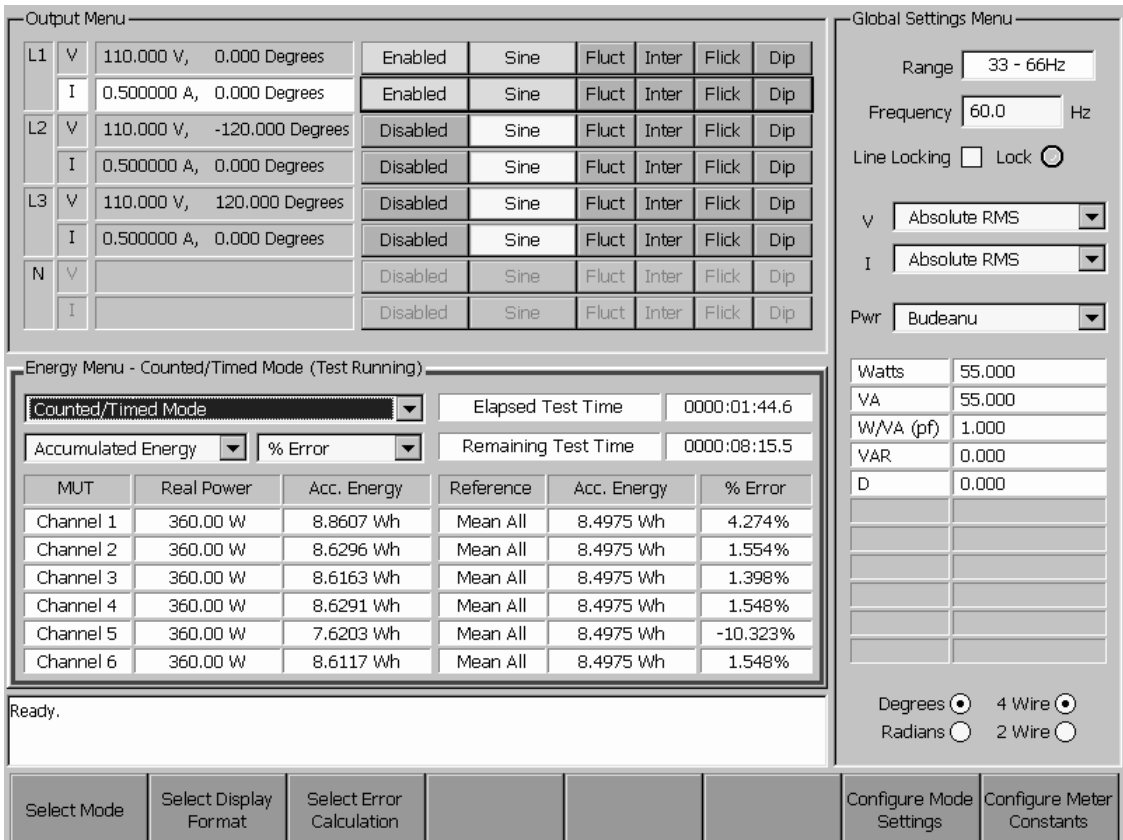 Output Menu
L1 V 110.000 V, 0.000 Degrees Enabled Sine Fluct Inter Flick Dip
I 0.500000 A, 0.000 Degrees Enabled Sine Fluct Inter Flick Dip
L2 V 110.000 V, -120.000 Degrees Disabled Sine Fluct Inter Flick Dip
I 0.500000 A, 0.000 Degrees Disabled Sine Fluct Inter Flick Dip
L3 V 110.000 V, 120.000 Degrees Disabled Sine Fluct Inter Flick Dip
I 0.500000 A, 0.000 Degrees Disabled Sine Fluct Inter Flick Dip
N V Disabled Sine Fluct Inter Flick Dip
I Disabled Sine Fluct Inter Flick Dip
Energy Menu - Counted/Timed Mode (Test Running)
Counted/Timed Mode Elapsed Test Time 0000:01:44.6
Accumulated Energy % Error Remaining Test Time 0000:08:15.5
MUT Real Power Acc. Energy Reference Acc. Energy % Error
Channel 1 360.00 W 8.8607 Wh Mean All 8.4975 Wh 4.274%
Channel 2 360.00 W 8.6296 Wh Mean All 8.4975 Wh 1.554%
Channel 3 360.00 W 8.6163 Wh Mean All 8.4975 Wh 1.398%
Channel 4 360.00 W 8.6291 Wh Mean All 8.4975 Wh 1.548%
Channel 5 360.00 W 7.6203 Wh Mean All 8.4975 Wh -10.323%
Channel 6 360.00 W 8.6117 Wh Mean All 8.4975 Wh 1.548%
Ready.
Global Settings Menu
Range 33 - 66Hz
Frequency 60.0 Hz
Line Locking Lock
V Absolute RMS
I Absolute RMS
Pwr Budeanu
Watts 55.000
VA 55.000
W/VA (pf) 1.000
VAR 0.000
D 0.000
Degrees 4 Wire
Radians 2 Wire
Select Mode
Select Display
Format
Select Error
Calculation
Configure Mode
Settings
Configure Meter
Constants